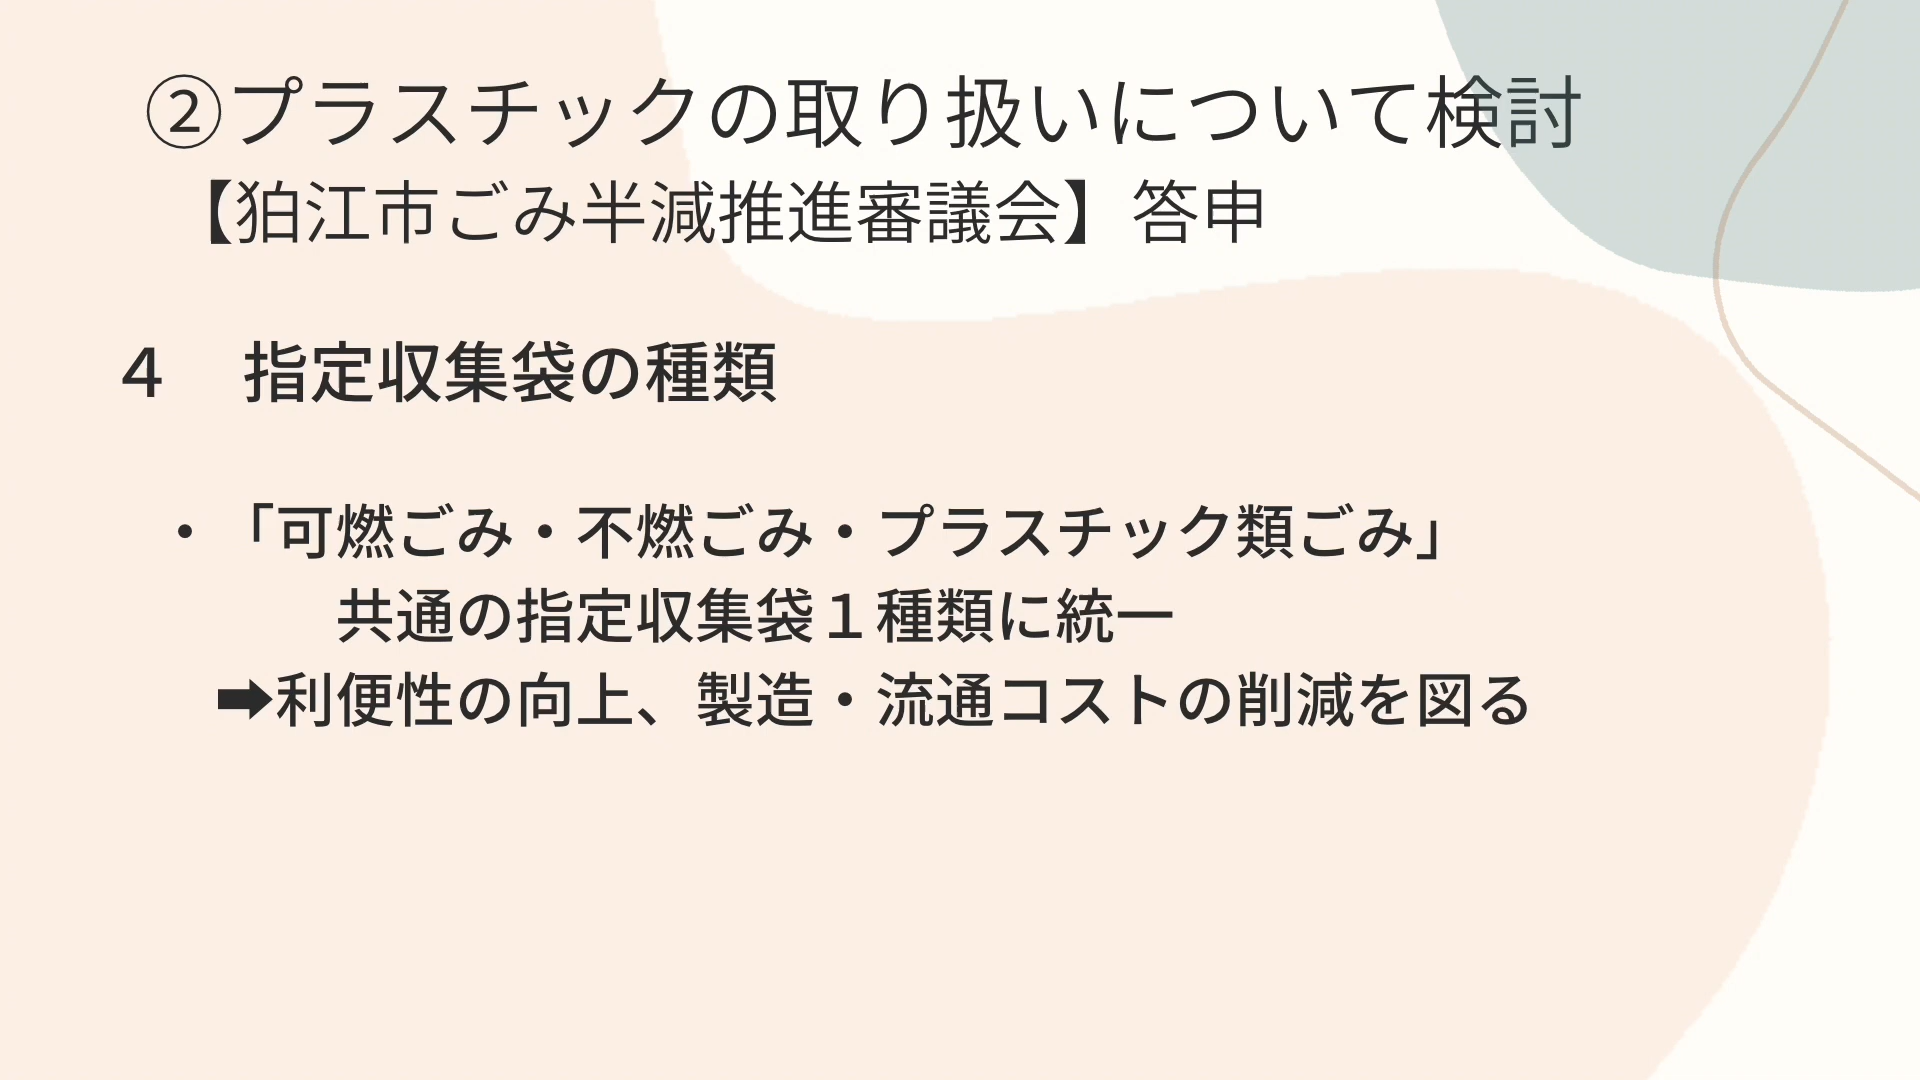 ②プラスチックの取り扱いについて検討
【狛江市ごみ半減推進審議会】答申
４　指定収集袋の種類
・「可燃ごみ・不燃ごみ・プラスチック類ごみ」
共通の指定収集袋１種類に統一
➡利便性の向上、製造・流通コストの削減を図る